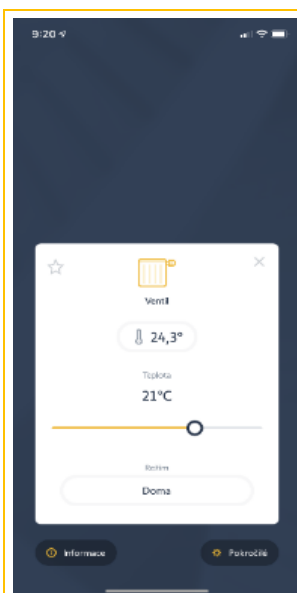 9:20
Ventil
24,3°
Teplota
21°C
Režim
Doma
Informace
Pokročilé